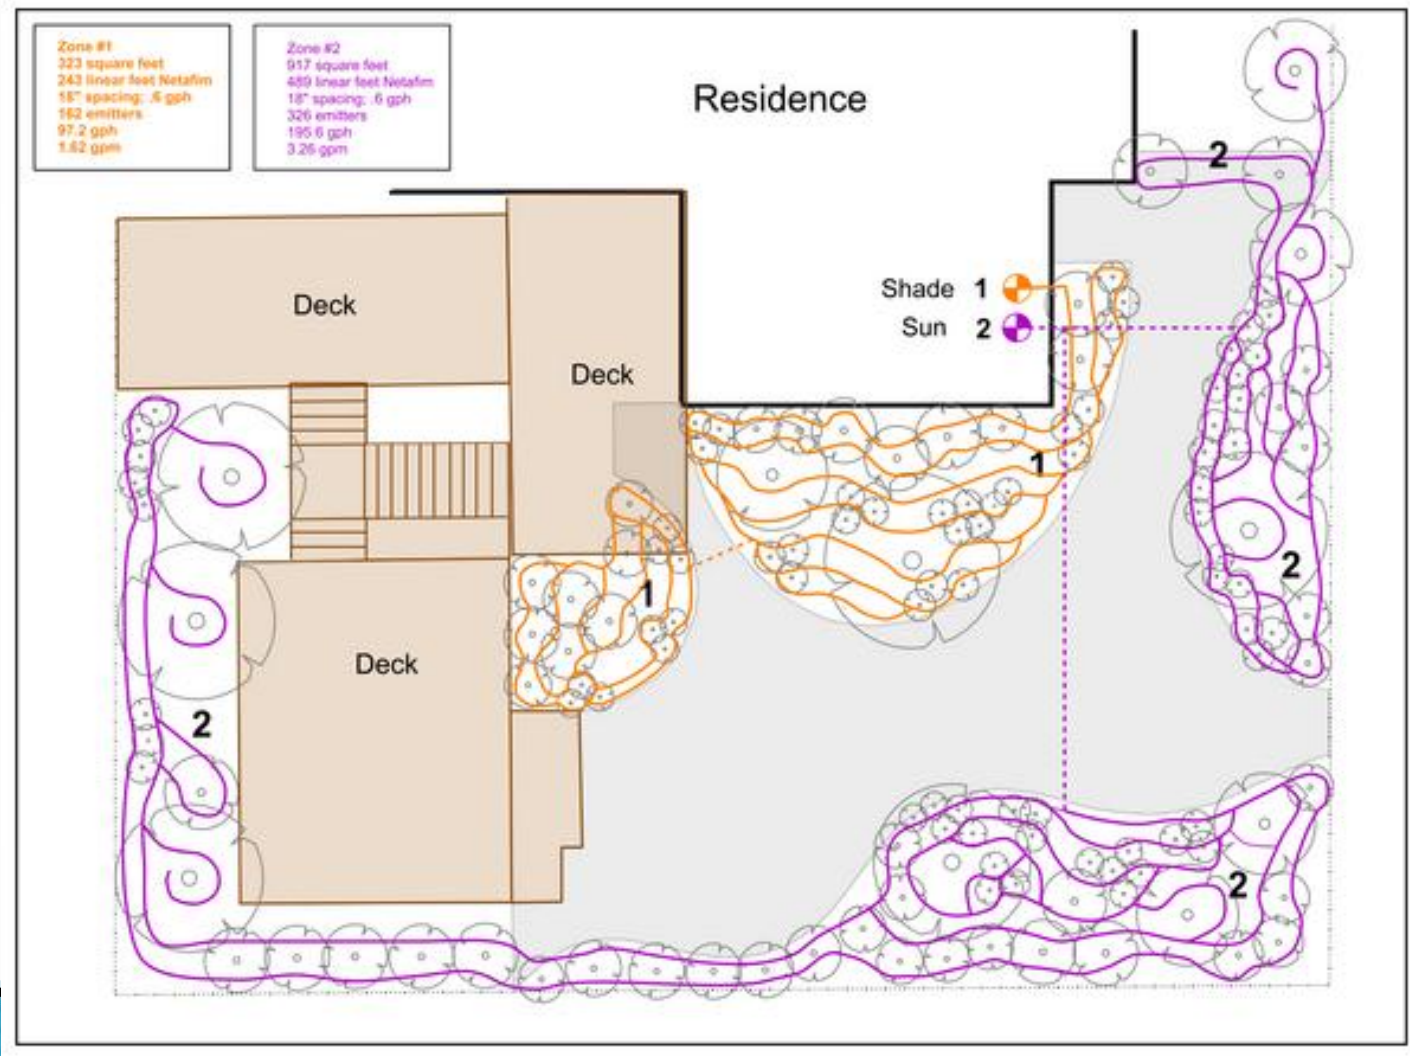 Zone #1
323 square feet
243 linear feet Netafim
18" spacing; .6 gph
162 emitters
97.2 gph
1.62 gpm
Zone #2
917 square feet
489 linear feet Netafim
18" spacing; .6 gph
326 emitters
195.6 gph
3.26 gpm
Residence
2
Deck
Shade 1
Sun 2
Deck
1
2
1
Deck
2
2